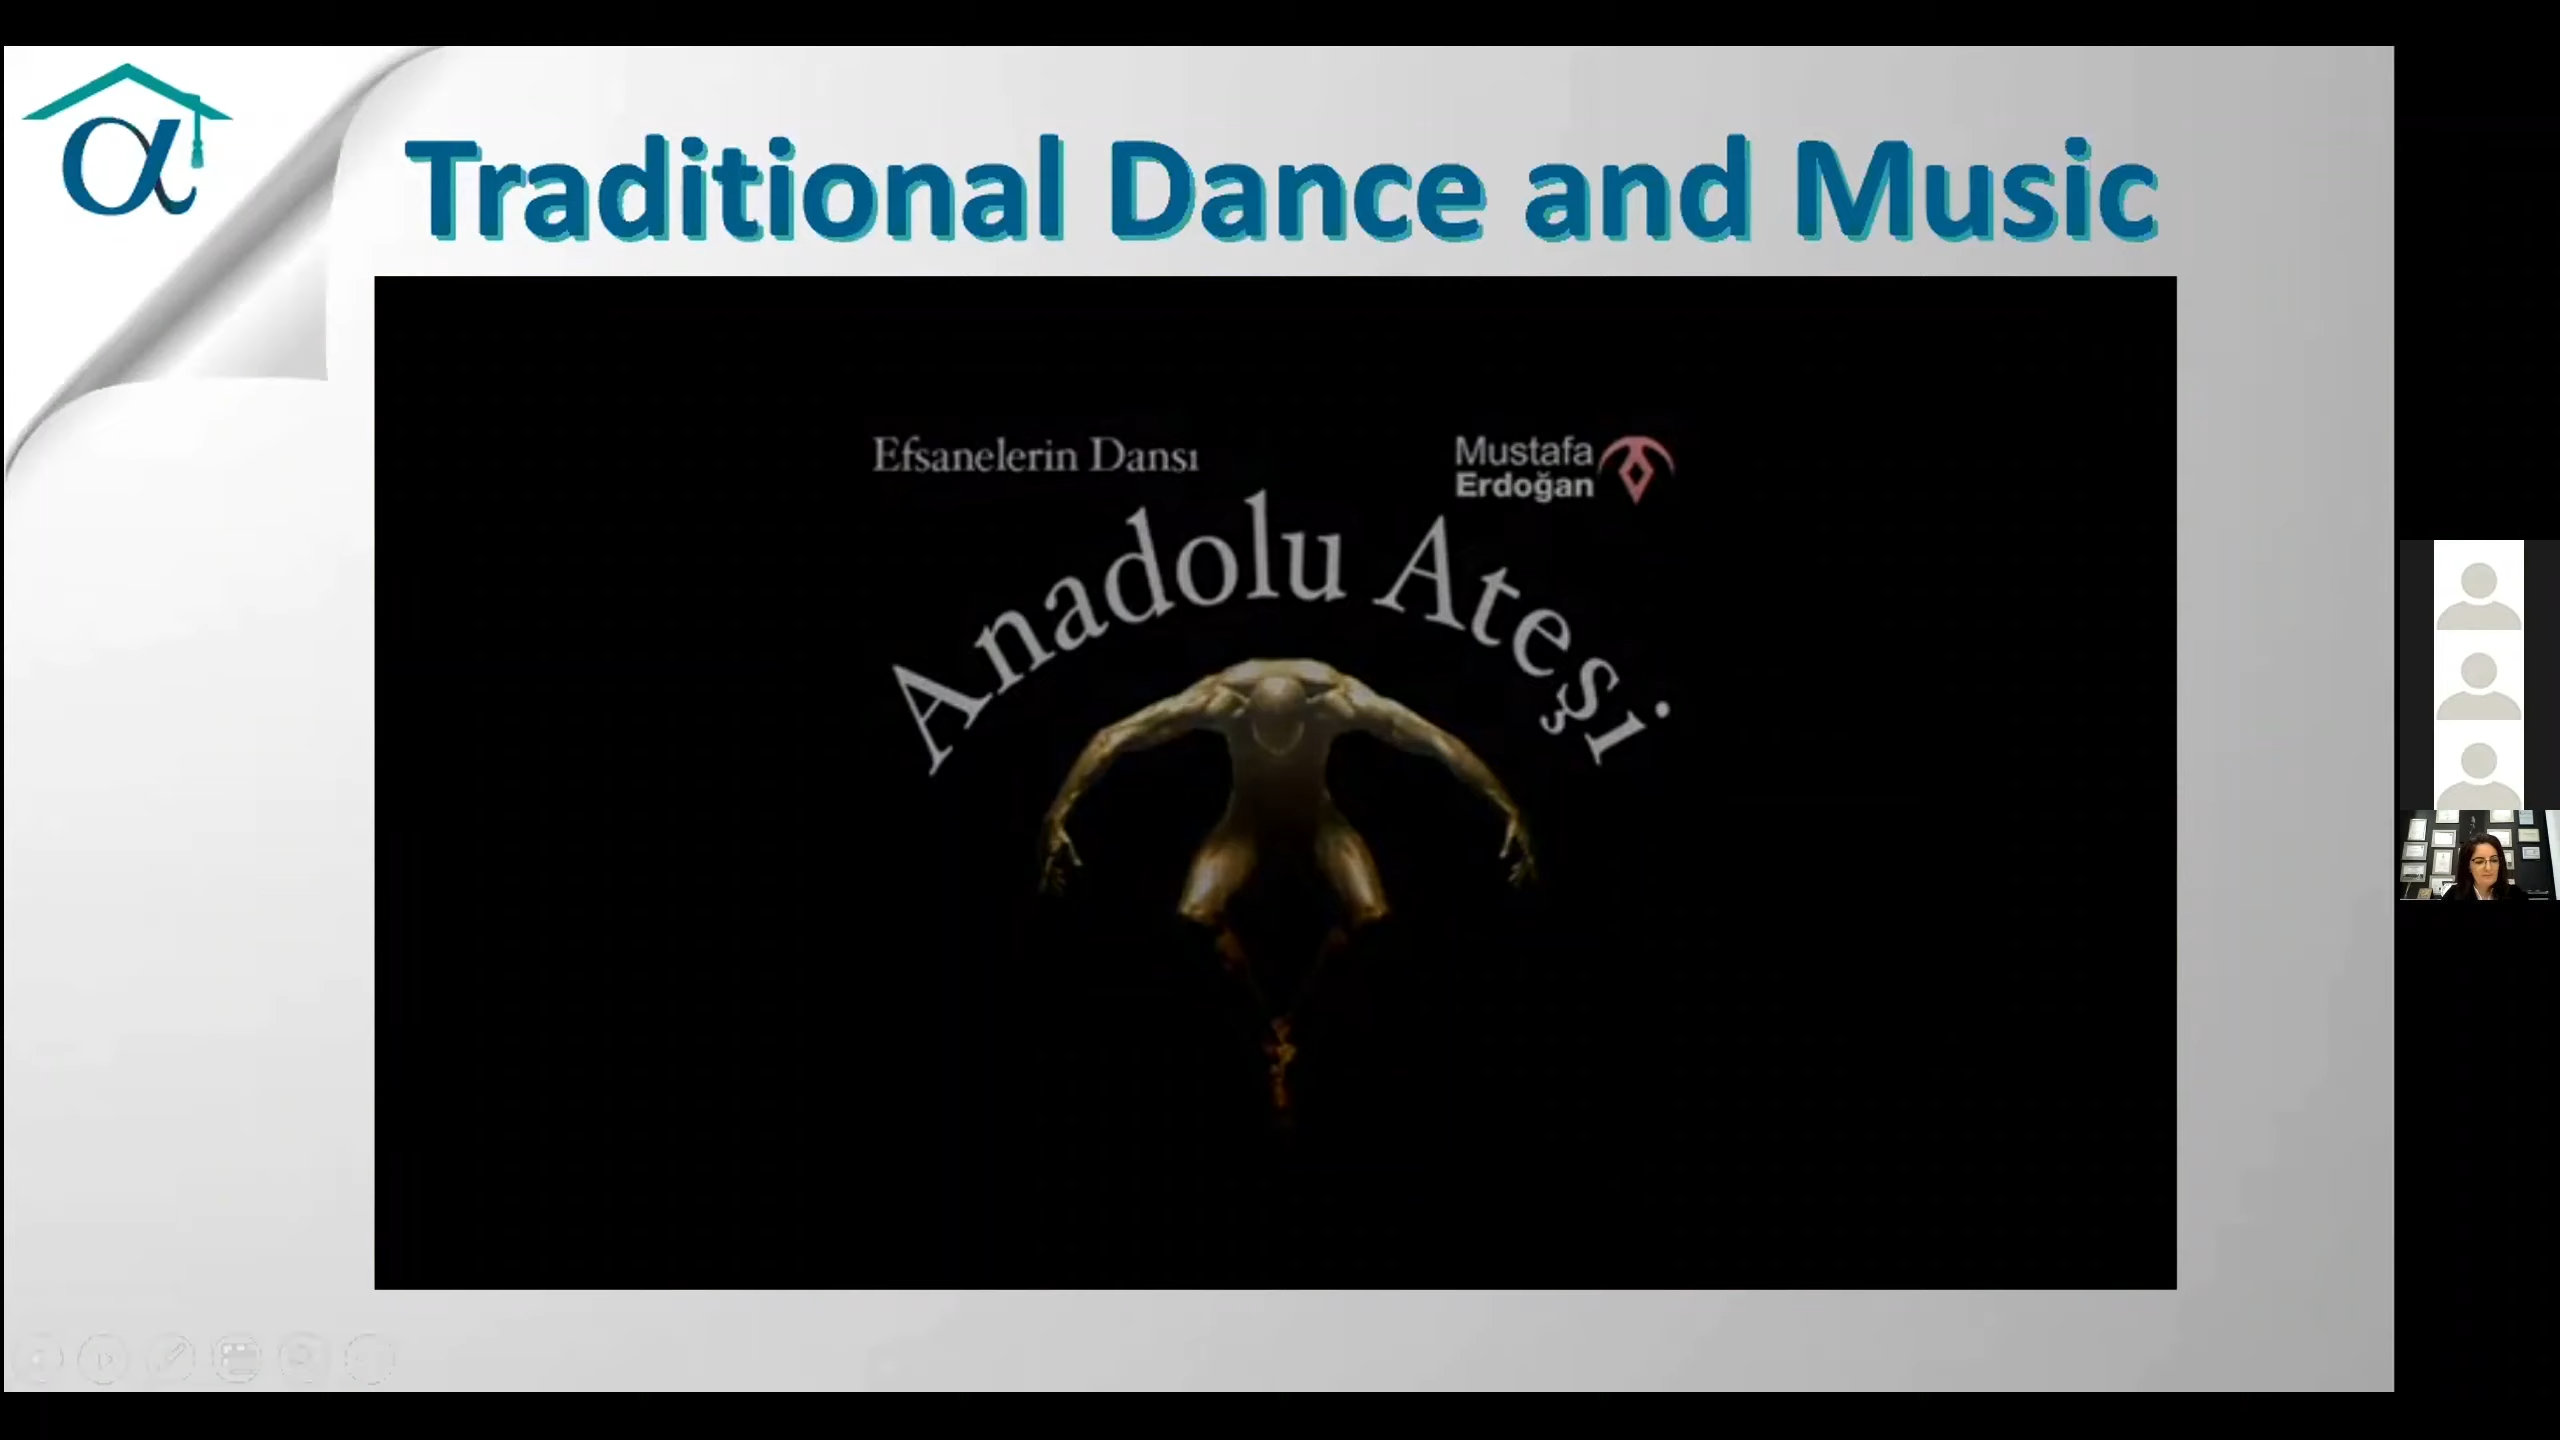 Traditional Dance and Music
Efsanelerin Dansı
Mustafa
Erdoğan
Anadolu Ateşi